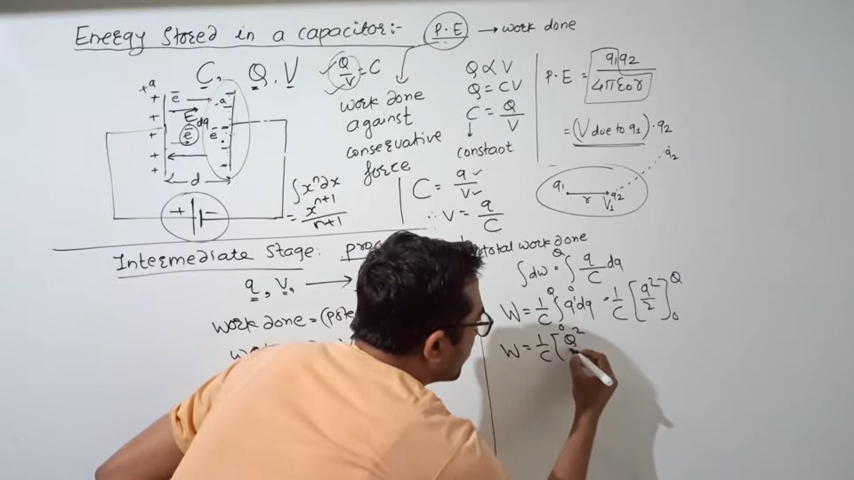 Energy Stored in a capacitor:- P.E → work done
C, Q, V
Q/V = C
work done
against
conservative
force
Q ∝ V
Q = CV
C = Q/V
constant
P.E = q1q2/4πε0r
= (V due to q1) · q2
q1 r V1 q2
q2
+q
+ e̅ → -
+ E
dq
+ e̅ e̅ -
|← d →|
+ -
∫x^n dx
= x^(n+1)/n+1
C = q/V
∴ V = q/C
Intermediate Stage:
q, V, →
total work done
∫dw = ∫ q/C dq
W = 1/C ∫ q' dq = 1/C [q²/2] Q 0
W = 1/C [Q²
work done =